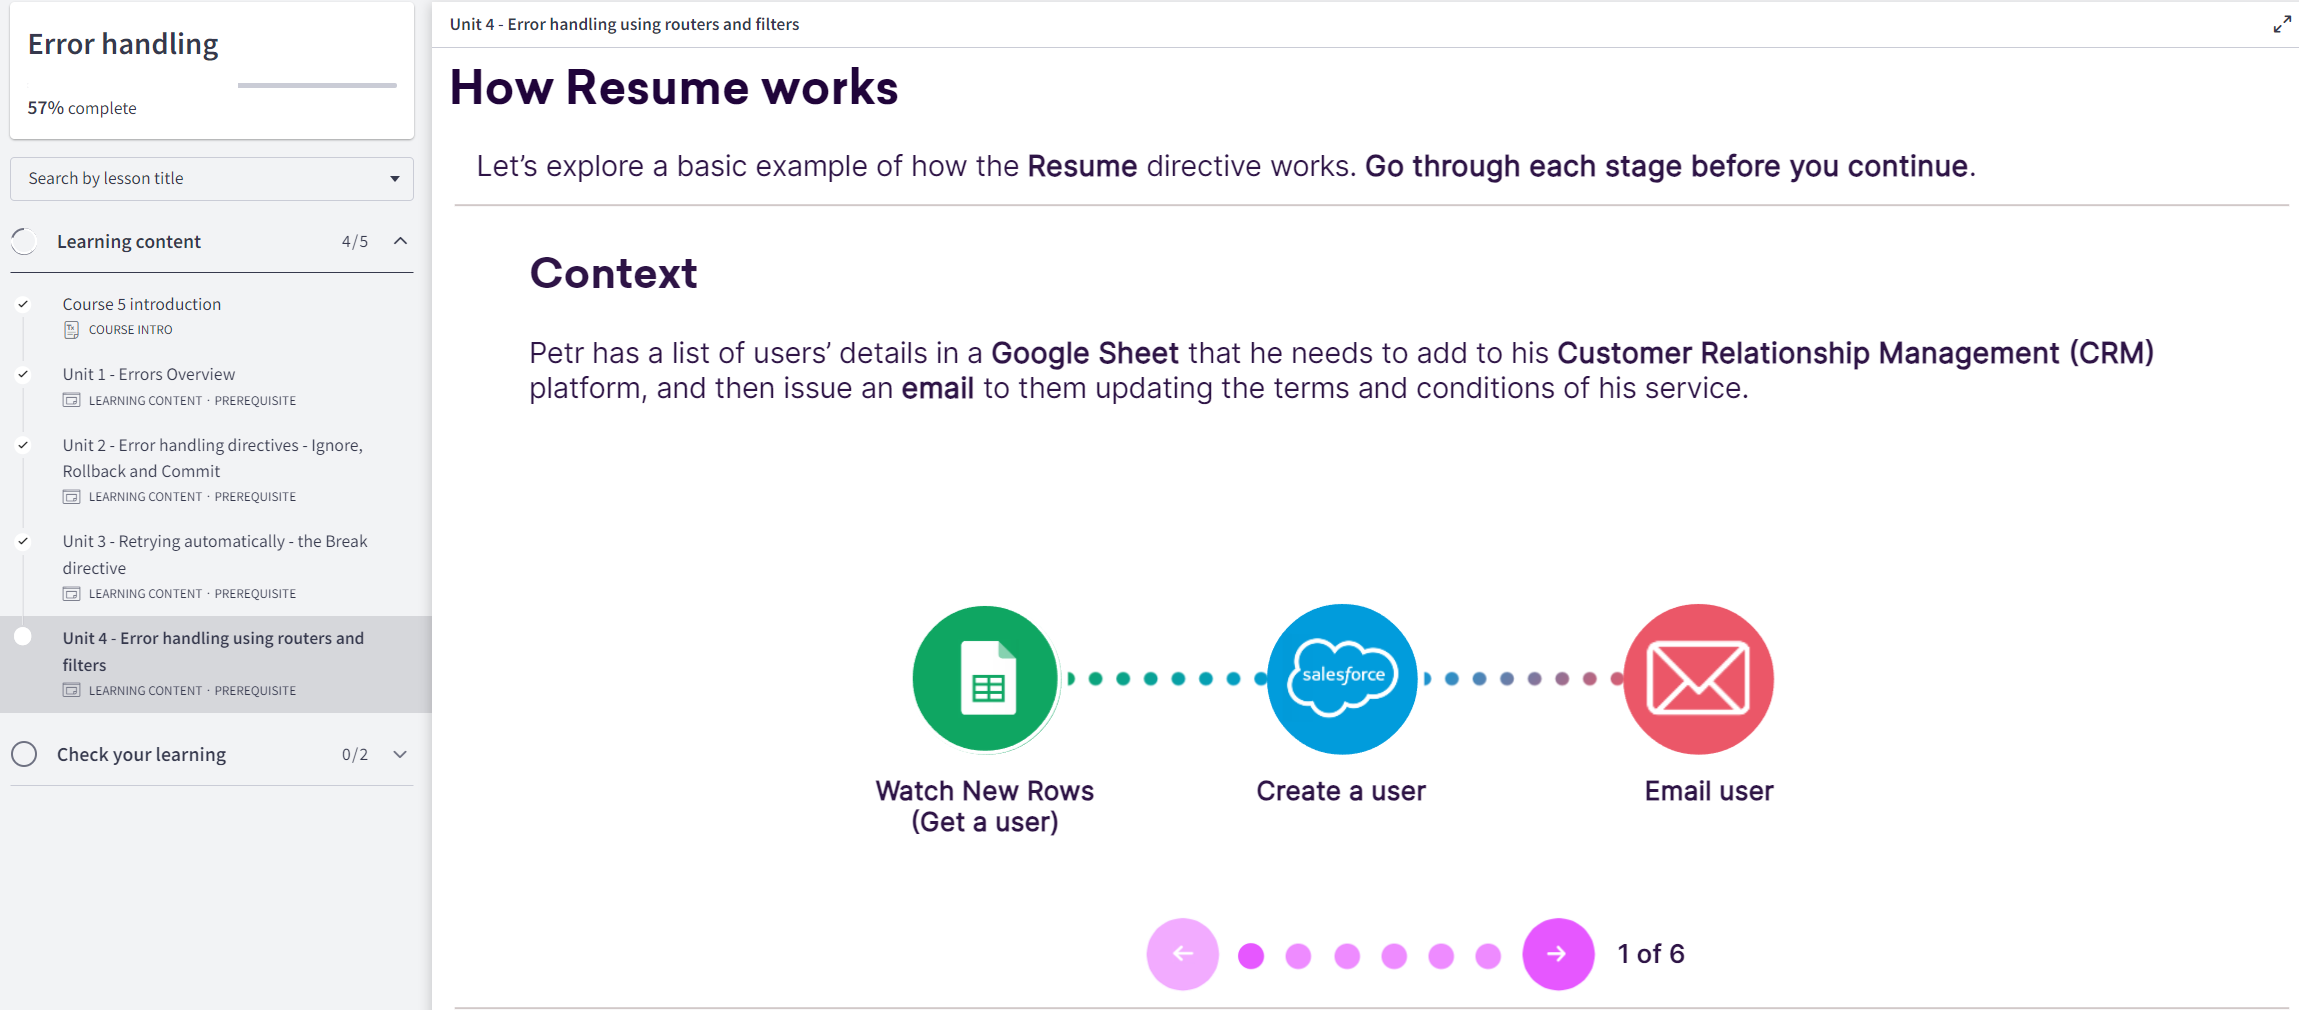 Error handling
57% complete
Search by lesson title
Learning content 4/5
Course 5 introduction
COURSE INTRO
Unit 1 - Errors Overview
LEARNING CONTENT · PREREQUISITE
Unit 2 - Error handling directives - Ignore,
Rollback and Commit
LEARNING CONTENT · PREREQUISITE
Unit 3 - Retrying automatically - the Break
directive
LEARNING CONTENT · PREREQUISITE
Unit 4 - Error handling using routers and
filters
LEARNING CONTENT · PREREQUISITE
Check your learning 0/2
Unit 4 - Error handling using routers and filters
How Resume works
Let’s explore a basic example of how the Resume directive works. Go through each stage before you continue.
Context
Petr has a list of users’ details in a Google Sheet that he needs to add to his Customer Relationship Management (CRM)
platform, and then issue an email to them updating the terms and conditions of his service.
salesforce
Watch New Rows
(Get a user)
Create a user
Email user
1 of 6